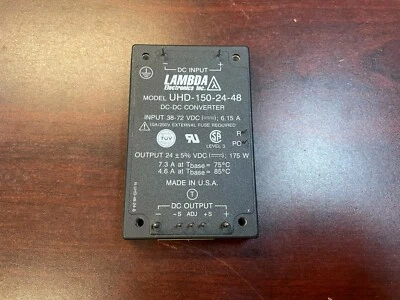 DC INPUT
- +
LAMBDA
Electronics Inc.
MODEL UHD-150-24-48
DC-DC CONVERTER
INPUT 38-72 VDC; 6.15 A
10A/250V EXTERNAL FUSE REQUIRED
TUV
LEVEL 3
PD
OUTPUT 24 ± 5% VDC; 175 W
7.3 A at Tbase = 75°C
4.6 A at Tbase = 85°C
MADE IN U.S.A.
T
DC OUTPUT
- -S ADJ +S +